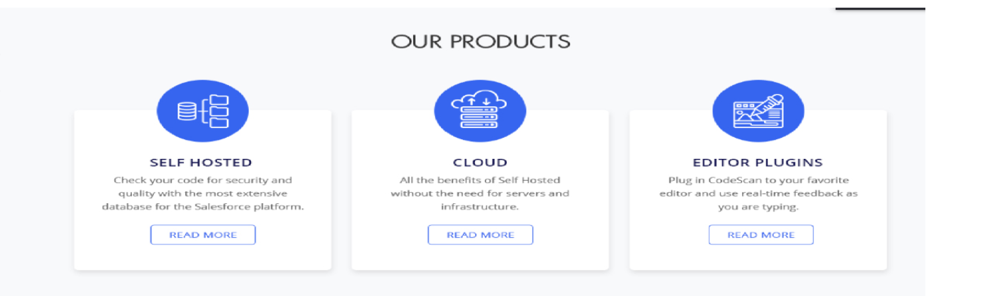 OUR PRODUCTS
SELF HOSTED
Check your code for security and
quality with the most extensive
database for the Salesforce platform.
READ MORE
CLOUD
All the benefits of Self Hosted
without the need for servers and
infrastructure.
READ MORE
EDITOR PLUGINS
Plug in CodeScan to your favorite
editor and use real-time feedback as
you are typing.
READ MORE